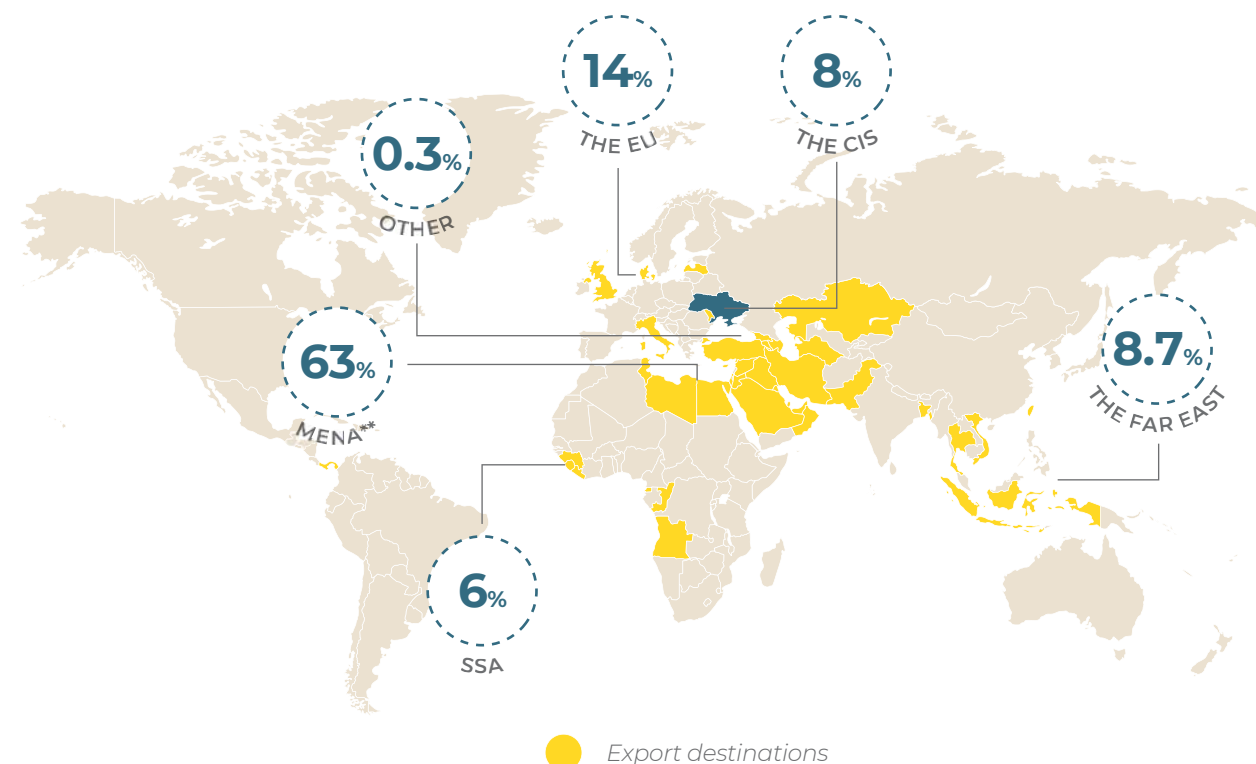 14%
THE EU
8%
THE CIS
0.3%
OTHER
63%
MENA**
8.7%
THE FAR EAST
6%
SSA
Export destinations